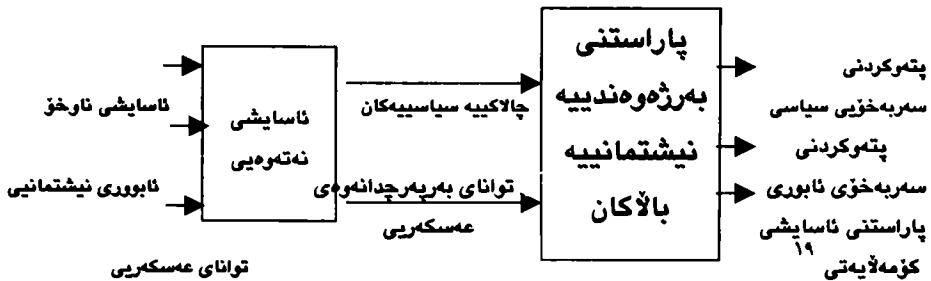 ئاسایشی ناوخۆ
ئابووری نیشتمانیی
توانای عەسکەریی
ئاسایشی
نەتەوەیی
چالاکییە سیاسییەکان
توانای بەرپەرچدانەوەی
عەسکەریی
پاراستنی
بەرژەوەندییە
نیشتمانییە
باڵاکان
پتەوکردنی
سەربەخۆیی سیاسی
پتەوکردنی
سەربەخۆی ئابوری
پاراستنی ئاسایشی
کۆمەڵایەتی ١٩